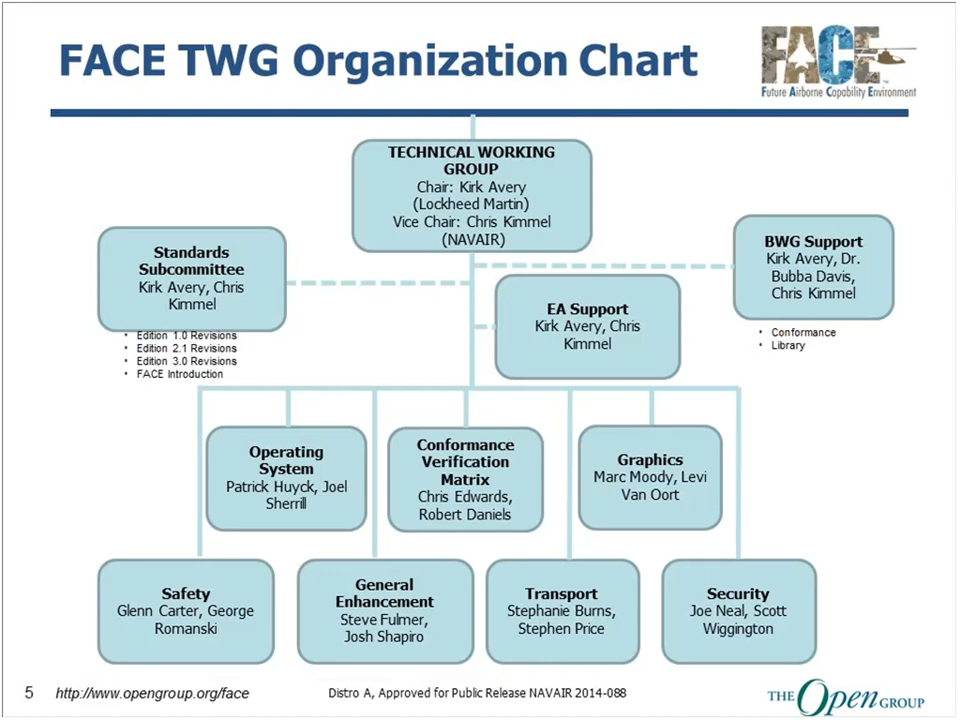 FACE TWG Organization Chart
FACE
™
Future Airborne Capability Environment
TECHNICAL WORKING
GROUP
Chair: Kirk Avery
(Lockheed Martin)
Vice Chair: Chris Kimmel
(NAVAIR)
Standards
Subcommittee
Kirk Avery, Chris
Kimmel
• Edition 1.0 Revisions
• Edition 2.1 Revisions
• Edition 3.0 Revisions
• FACE Introduction
EA Support
Kirk Avery, Chris
Kimmel
BWG Support
Kirk Avery, Dr.
Bubba Davis,
Chris Kimmel
• Conformance
• Library
Operating
System
Patrick Huyck, Joel
Sherrill
Conformance
Verification
Matrix
Chris Edwards,
Robert Daniels
Graphics
Marc Moody, Levi
Van Oort
Safety
Glenn Carter, George
Romanski
General
Enhancement
Steve Fulmer,
Josh Shapiro
Transport
Stephanie Burns,
Stephen Price
Security
Joe Neal, Scott
Wiggington
5 http://www.opengroup.org/face
Distro A, Approved for Public Release NAVAIR 2014-088
THE Open GROUP